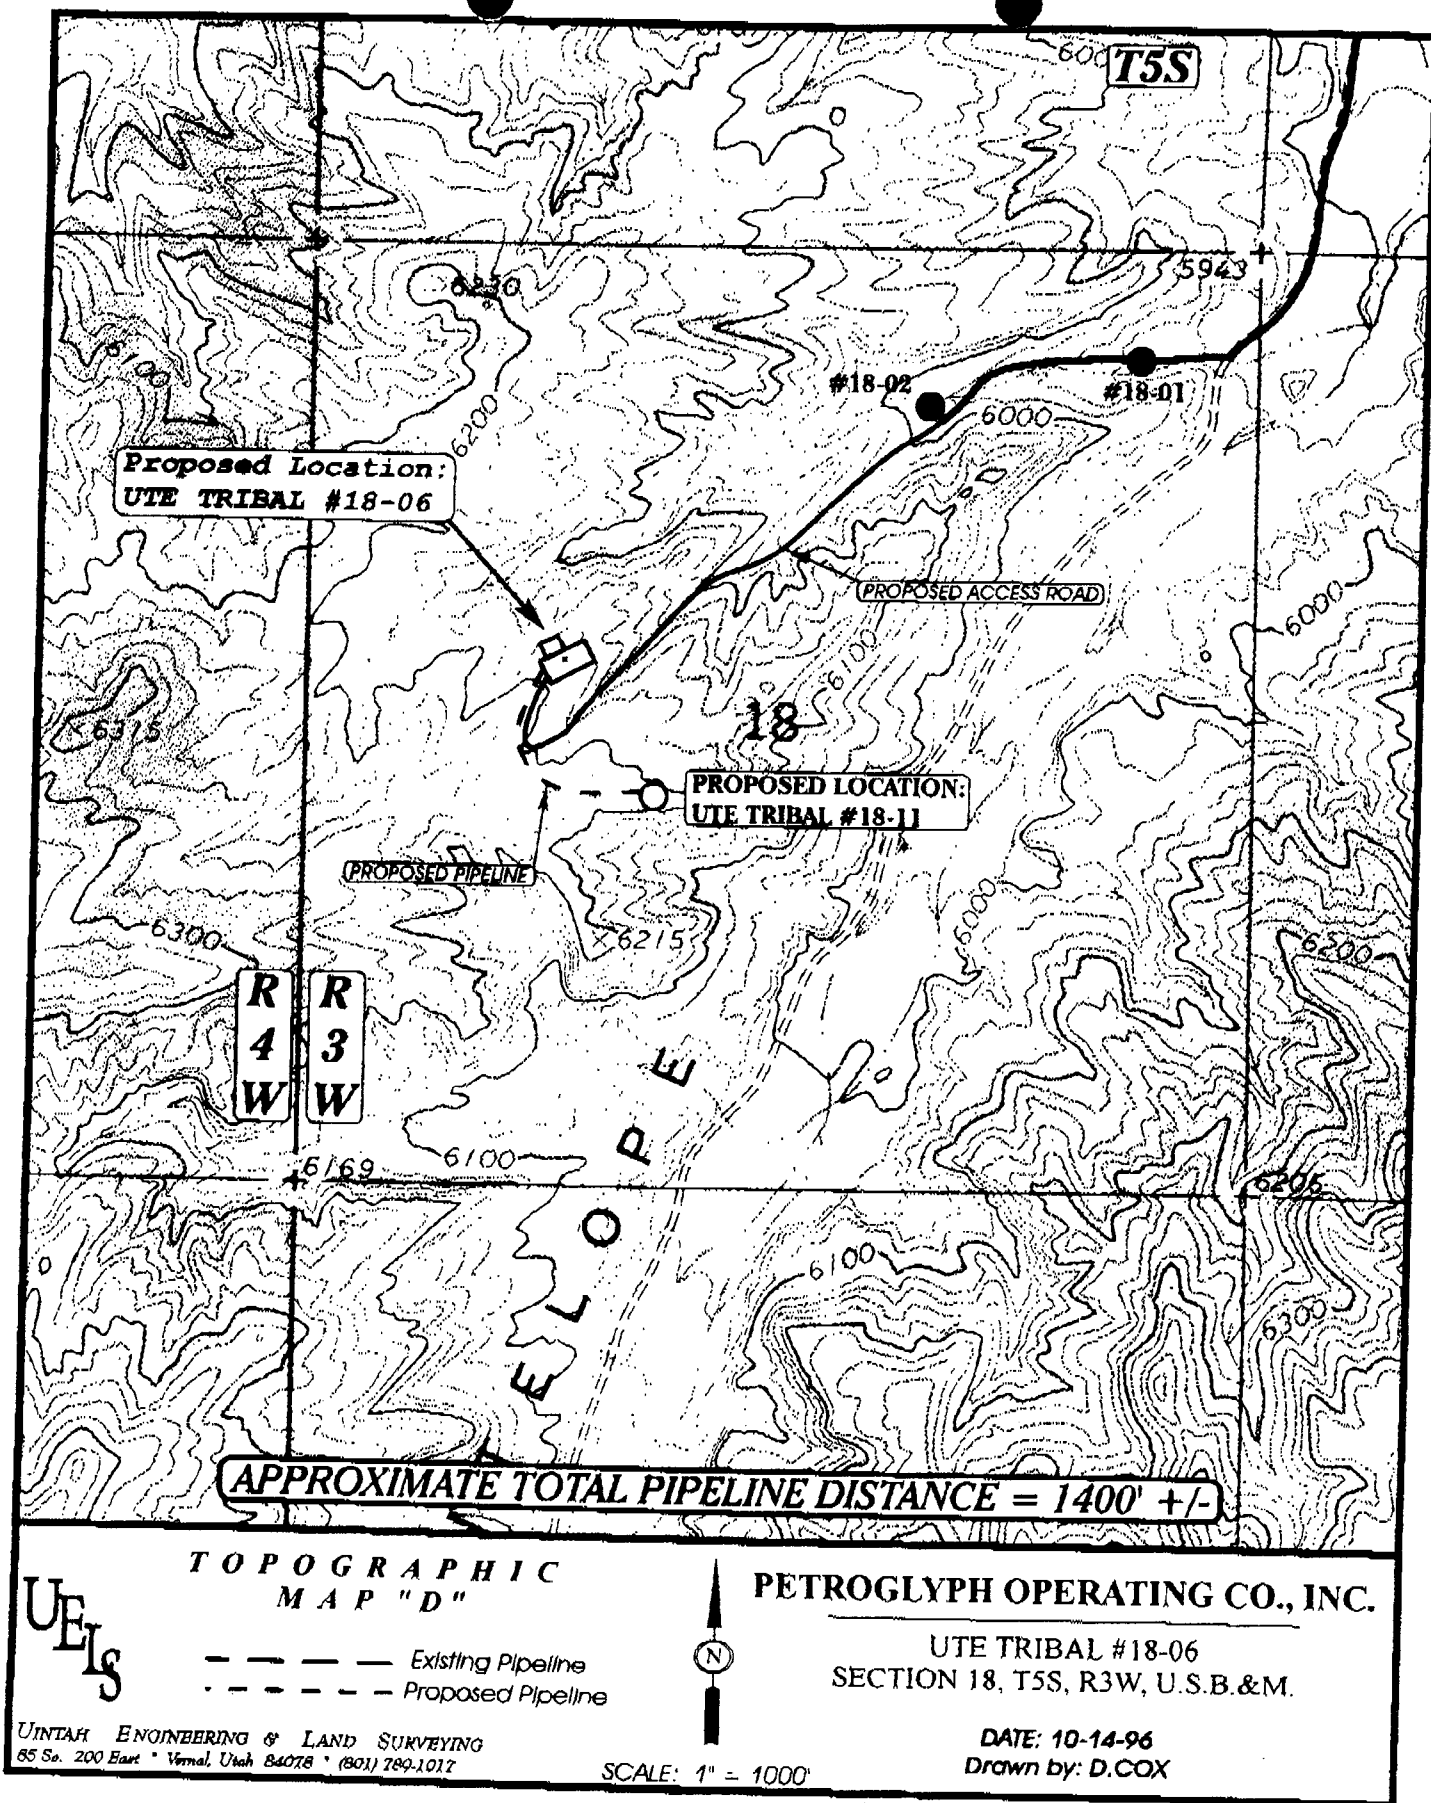 6000
T5S
6230
5943
6100
#18-02
#18-01
6000
6200
Proposed Location:
UTE TRIBAL #18-06
PROPOSED ACCESS ROAD
6000
6100
18
6315
PROPOSED LOCATION:
UTE TRIBAL #18-11
PROPOSED PIPELINE
6000
6300
6215
6200
R
4
W
R
3
W
6169
6100
6206
6100
6300
E
L
O
P
E
APPROXIMATE TOTAL PIPELINE DISTANCE = 1400' +/-
TOPOGRAPHIC
MAP "D"
UELS
Existing Pipeline
Proposed Pipeline
UINTAH ENGINEERING & LAND SURVEYING
85 So. 200 East * Vernal, Utah 84078 * (801) 789-1017
N
SCALE: 1" = 1000'
PETROGLYPH OPERATING CO., INC.
UTE TRIBAL #18-06
SECTION 18, T5S, R3W, U.S.B.&M.
DATE: 10-14-96
Drawn by: D.COX